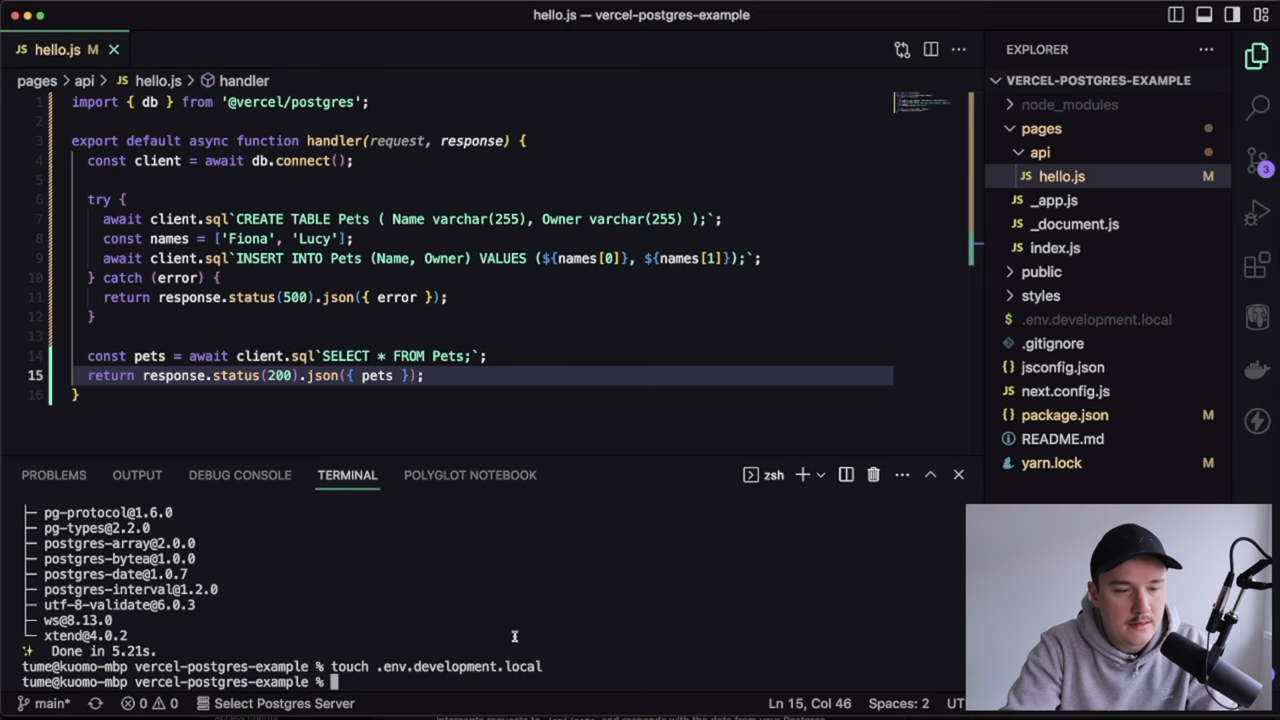 hello.js — vercel-postgres-example
JS hello.js M
EXPLORER
pages > api > JS hello.js > handler
VERCEL-POSTGRES-EXAMPLE
1 import { db } from '@vercel/postgres';
2
3 export default async function handler(request, response) {
4 const client = await db.connect();
5
6 try {
7 await client.sql`CREATE TABLE Pets ( Name varchar(255), Owner varchar(255) );`;
8 const names = ['Fiona', 'Lucy'];
9 await client.sql`INSERT INTO Pets (Name, Owner) VALUES (${names[0]}, ${names[1]});`;
10 } catch (error) {
11 return response.status(500).json({ error });
12 }
13
14 const pets = await client.sql`SELECT * FROM Pets;`;
15 return response.status(200).json({ pets });
16 }
node_modules
pages
api
JS hello.js M
JS _app.js
JS _document.js
JS index.js
public
styles
$ .env.development.local
.gitignore
{} jsconfig.json
JS next.config.js
{} package.json M
README.md
yarn.lock M
3
PROBLEMS OUTPUT DEBUG CONSOLE TERMINAL POLYGLOT NOTEBOOK
zsh
├─ pg-protocol@1.6.0
├─ pg-types@2.2.0
├─ postgres-array@2.0.0
├─ postgres-bytea@1.0.0
├─ postgres-date@1.0.7
├─ postgres-interval@1.2.0
├─ utf-8-validate@6.0.3
├─ ws@8.13.0
└─ xtend@4.0.2
✨ Done in 5.21s.
tume@kuomo-mbp vercel-postgres-example % touch .env.development.local
tume@kuomo-mbp vercel-postgres-example %
main* 0 0 Select Postgres Server Ln 15, Col 46 Spaces: 2 UT